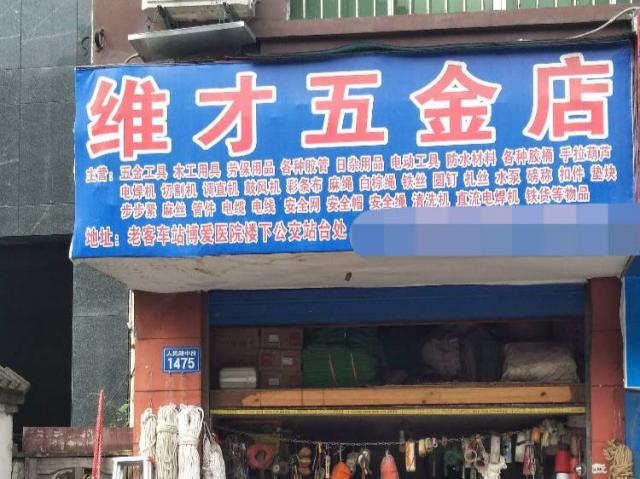 维才五金店
主营：五金工具 木工用具 劳保用品 各种胶管 日杂用品 电动工具 防水材料 各种胶桶 手拉葫芦
电焊机 切割机 调直机 鼓风机 彩条布 麻绳 白棕绳 铁丝 圆钉 扎丝 水泵 磅称 扣件 垫块
步步紧 麻丝 管件 电缆 电线 安全网 安全帽 安全绳 清洗机 直流电焊机 铁货等物品
地址：老客车站博爱医院楼下公交站台处
人民路中段
1475